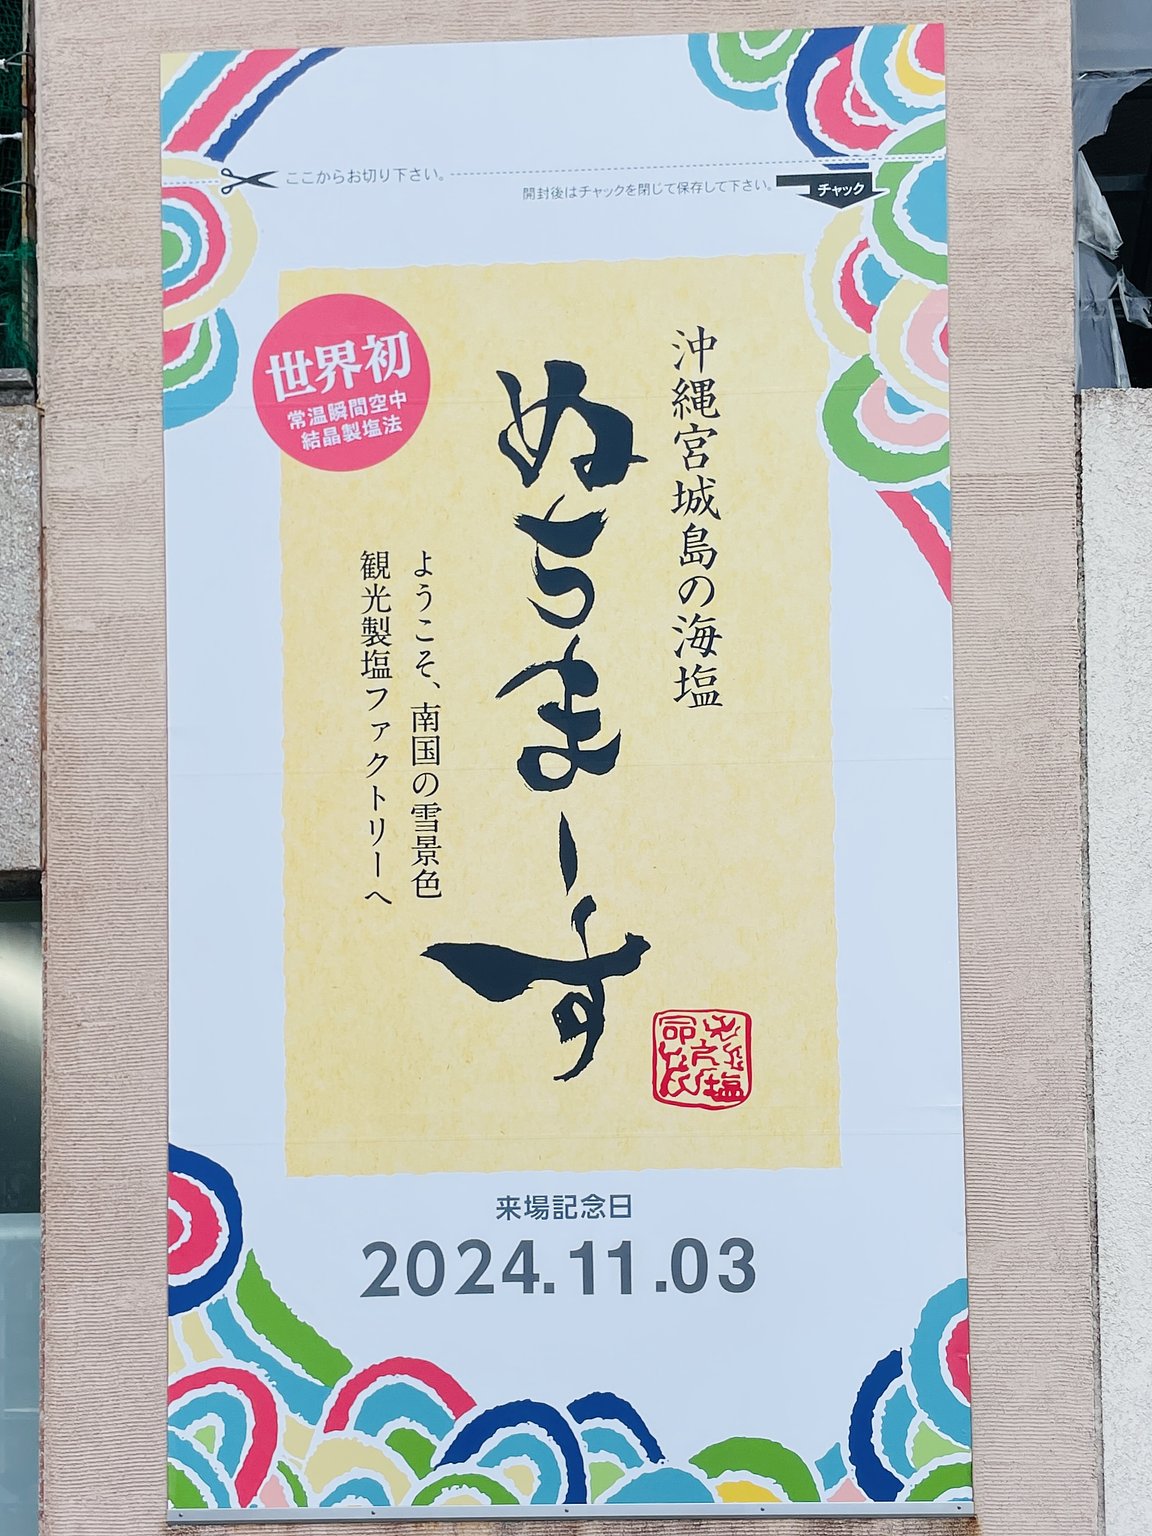 ここからお切り下さい。
開封後はチャックを閉じて保存して下さい。
チャック
世界初
常温瞬間空中
結晶製塩法
沖縄宮城島の海塩
ぬちまーす
ようこそ、南国の雪景色
観光製塩ファクトリーへ
来場記念日
2024.11.03